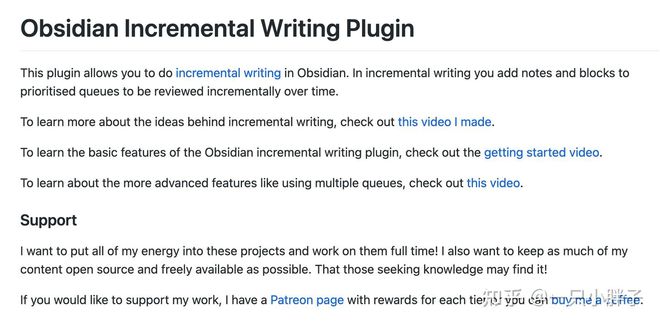 Obsidian Incremental Writing Plugin
This plugin allows you to do incremental writing in Obsidian. In incremental writing you add notes and blocks to
prioritised queues to be reviewed incrementally over time.
To learn more about the ideas behind incremental writing, check out this video I made.
To learn the basic features of the Obsidian incremental writing plugin, check out the getting started video.
To learn about the more advanced features like using multiple queues, check out this video.
Support
I want to put all of my energy into these projects and work on them full time! I also want to keep as much of my
content open source and freely available as possible. That those seeking knowledge may find it!
If you would like to support my work, I have a Patreon page with rewards for each tier or you can buy me a coffee.
知乎 @一只小胖子